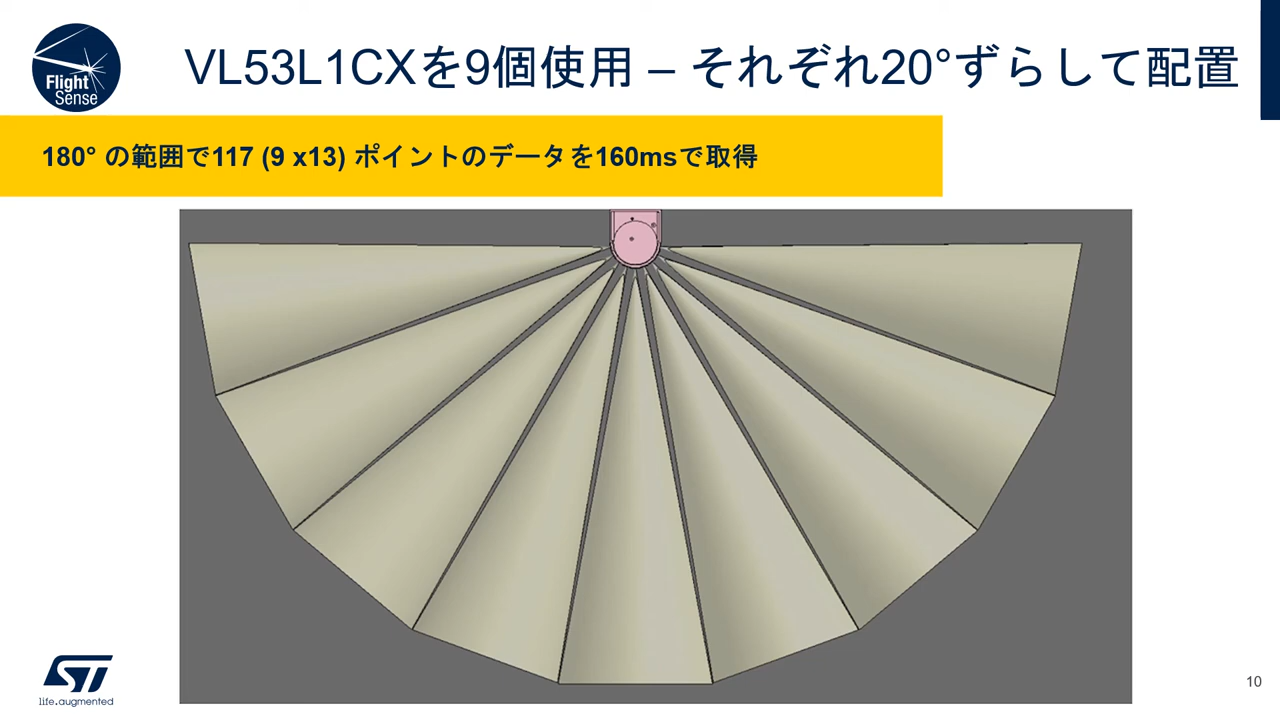 VL53L1CXを9個使用 – それぞれ20°ずらして配置
Flight
Sense
180° の範囲で117 (9 x13) ポイントのデータを160msで取得
ST
life.augmented
10